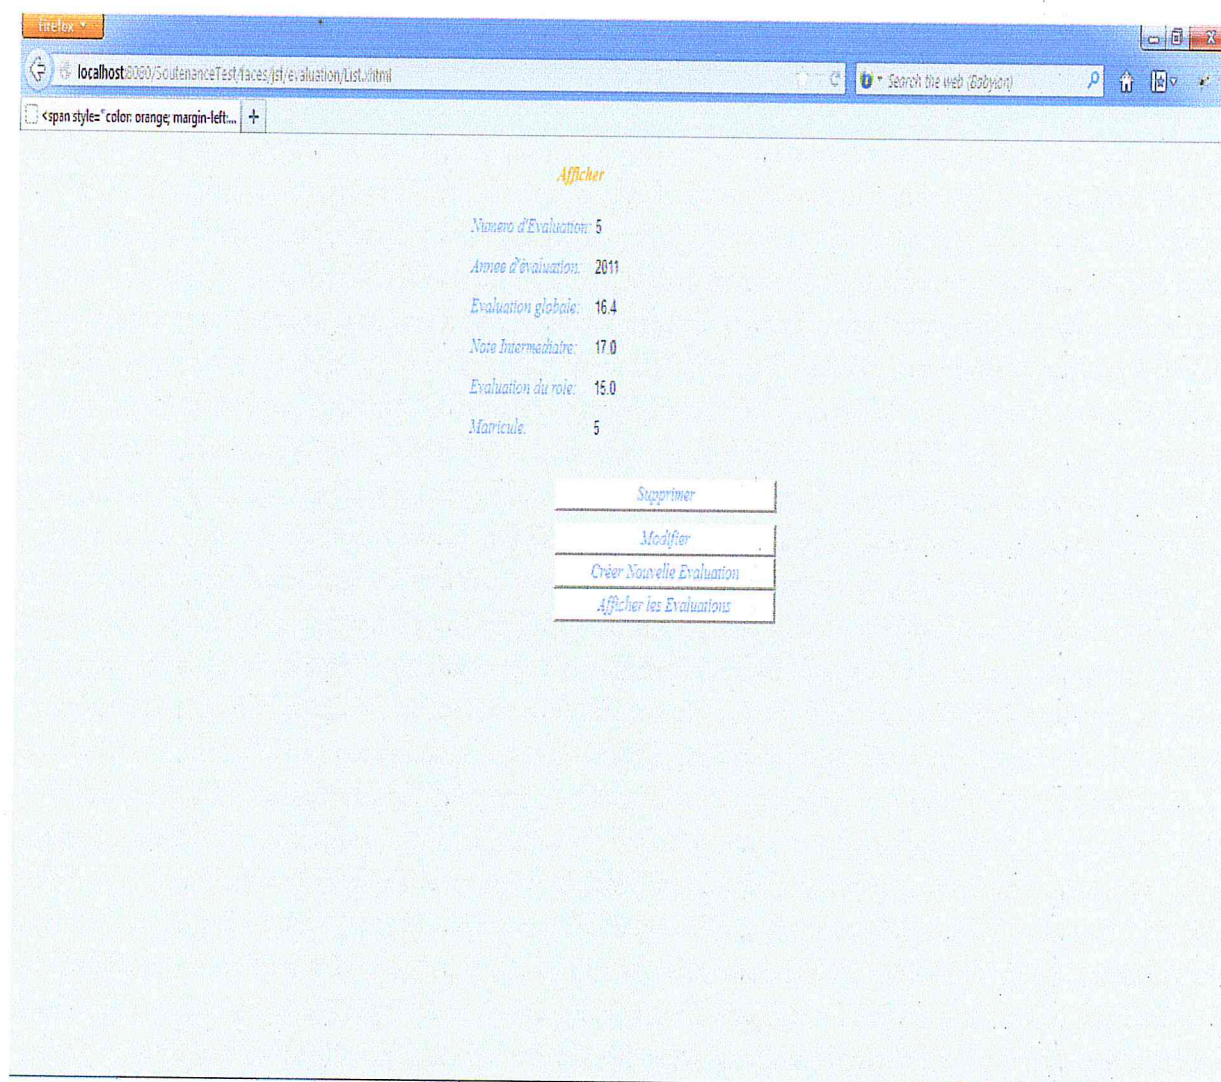 Firefox
localhost:8080/SoutenanceTest/faces/jsf/evaluation/List.xhtml
Search the web (Babylon)
<span style="color: orange; margin-left:...
Afficher
Numero d'Evaluation: 5
Annee d'évaluation: 2011
Evaluation globale: 16.4
Note Intermediaire: 17.0
Evaluation du role: 15.0
Matricule: 5
Supprimer
Modifier
Créer Nouvelle Evaluation
Afficher les Evaluations